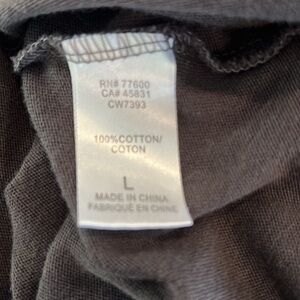 RN# 77600
CA# 45831
CW7393
100%COTTON/
COTON
L
MADE IN CHINA
FABRIQUÉ EN CHINE